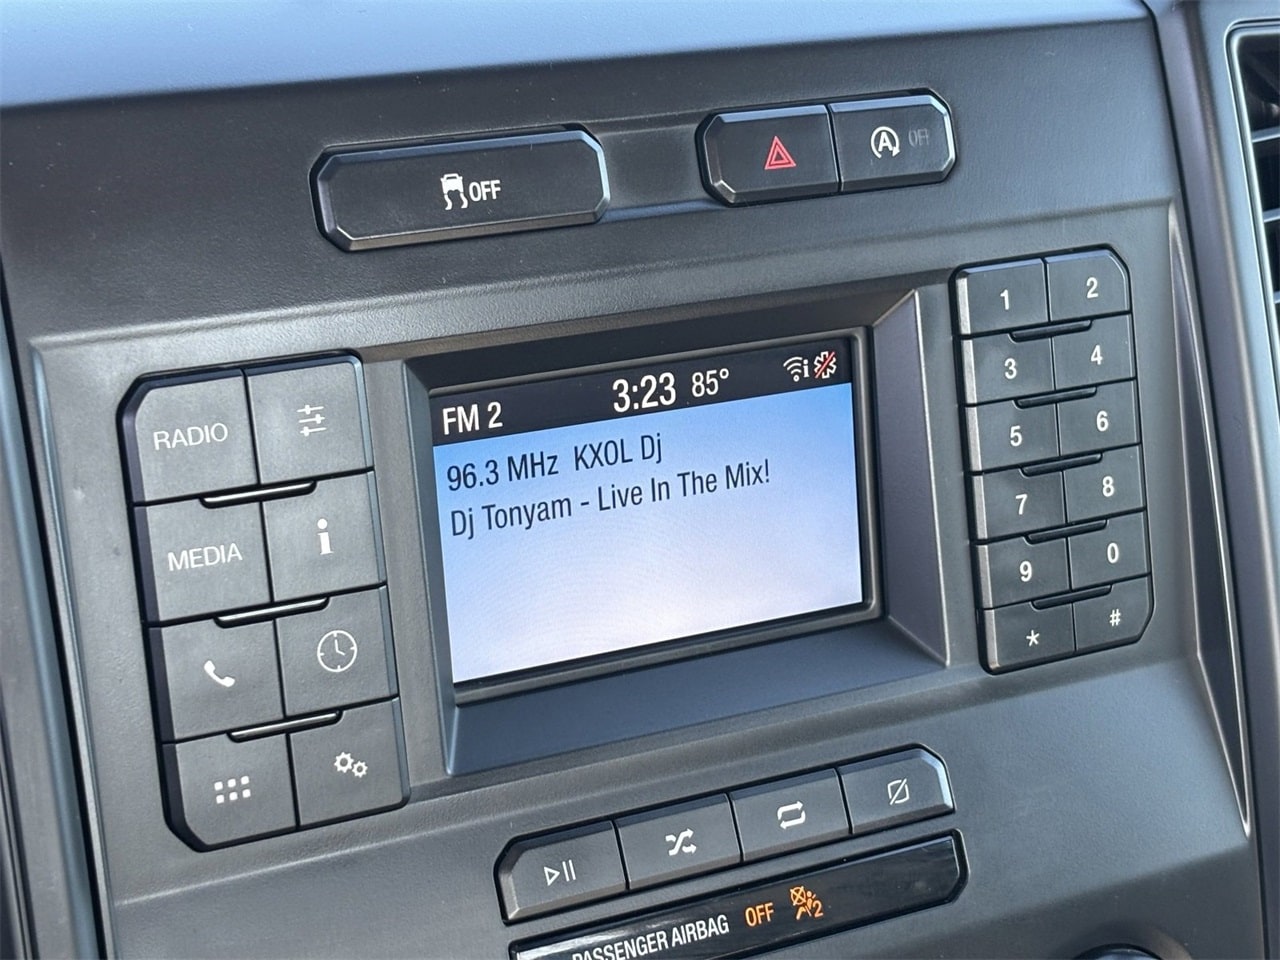 OFF
A OFF
FM 2 3:23 85°
96.3 MHz KXOL Dj
Dj Tonyam - Live In The Mix!
RADIO
MEDIA
i
1 2
3 4
5 6
7 8
9 0
* #
PASSENGER AIRBAG OFF 2